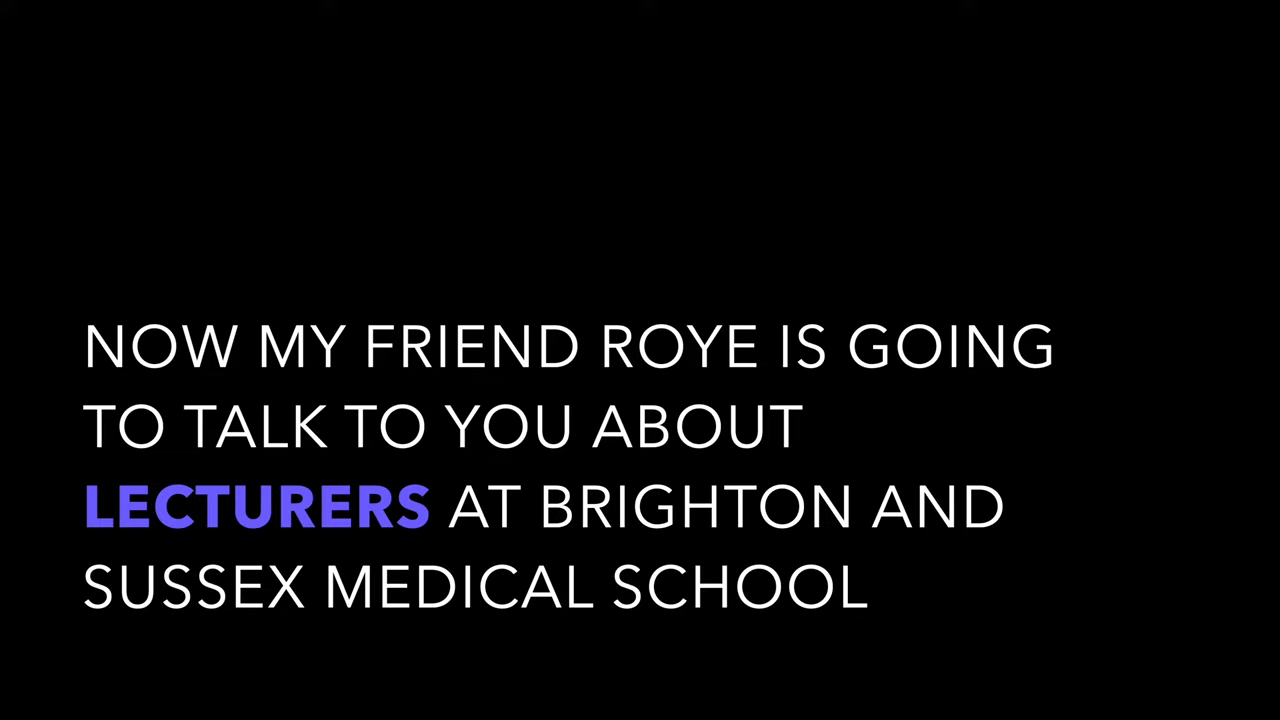 NOW MY FRIEND ROYE IS GOING
TO TALK TO YOU ABOUT
LECTURERS AT BRIGHTON AND
SUSSEX MEDICAL SCHOOL